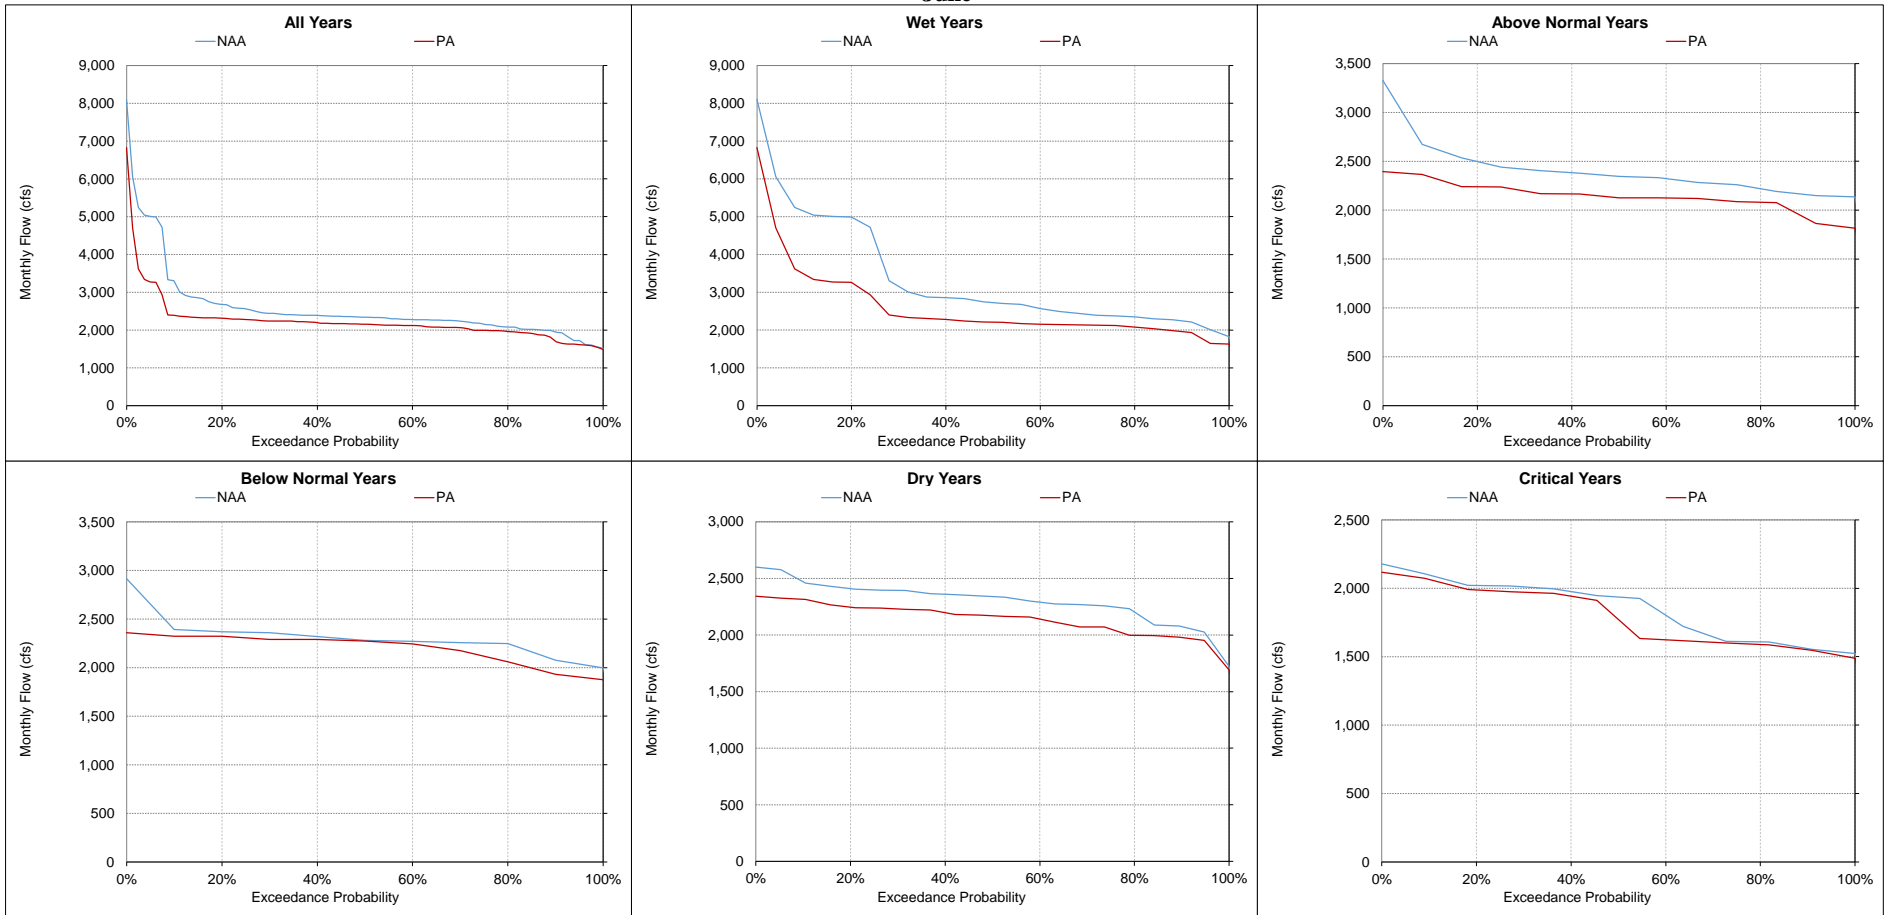 All Years
NAA PA
9,000
8,000
7,000
6,000
5,000
4,000
3,000
2,000
1,000
0
Monthly Flow (cfs)
0% 20% 40% 60% 80% 100%
Exceedance Probability
Wet Years
NAA PA
9,000
8,000
7,000
6,000
5,000
4,000
3,000
2,000
1,000
0
Monthly Flow (cfs)
0% 20% 40% 60% 80% 100%
Exceedance Probability
Above Normal Years
NAA PA
3,500
3,000
2,500
2,000
1,500
1,000
500
0
Monthly Flow (cfs)
0% 20% 40% 60% 80% 100%
Exceedance Probability
Below Normal Years
NAA PA
3,500
3,000
2,500
2,000
1,500
1,000
500
0
Monthly Flow (cfs)
0% 20% 40% 60% 80% 100%
Exceedance Probability
Dry Years
NAA PA
3,000
2,500
2,000
1,500
1,000
500
0
Monthly Flow (cfs)
0% 20% 40% 60% 80% 100%
Exceedance Probability
Critical Years
NAA PA
2,500
2,000
1,500
1,000
500
0
Monthly Flow (cfs)
0% 20% 40% 60% 80% 100%
Exceedance Probability